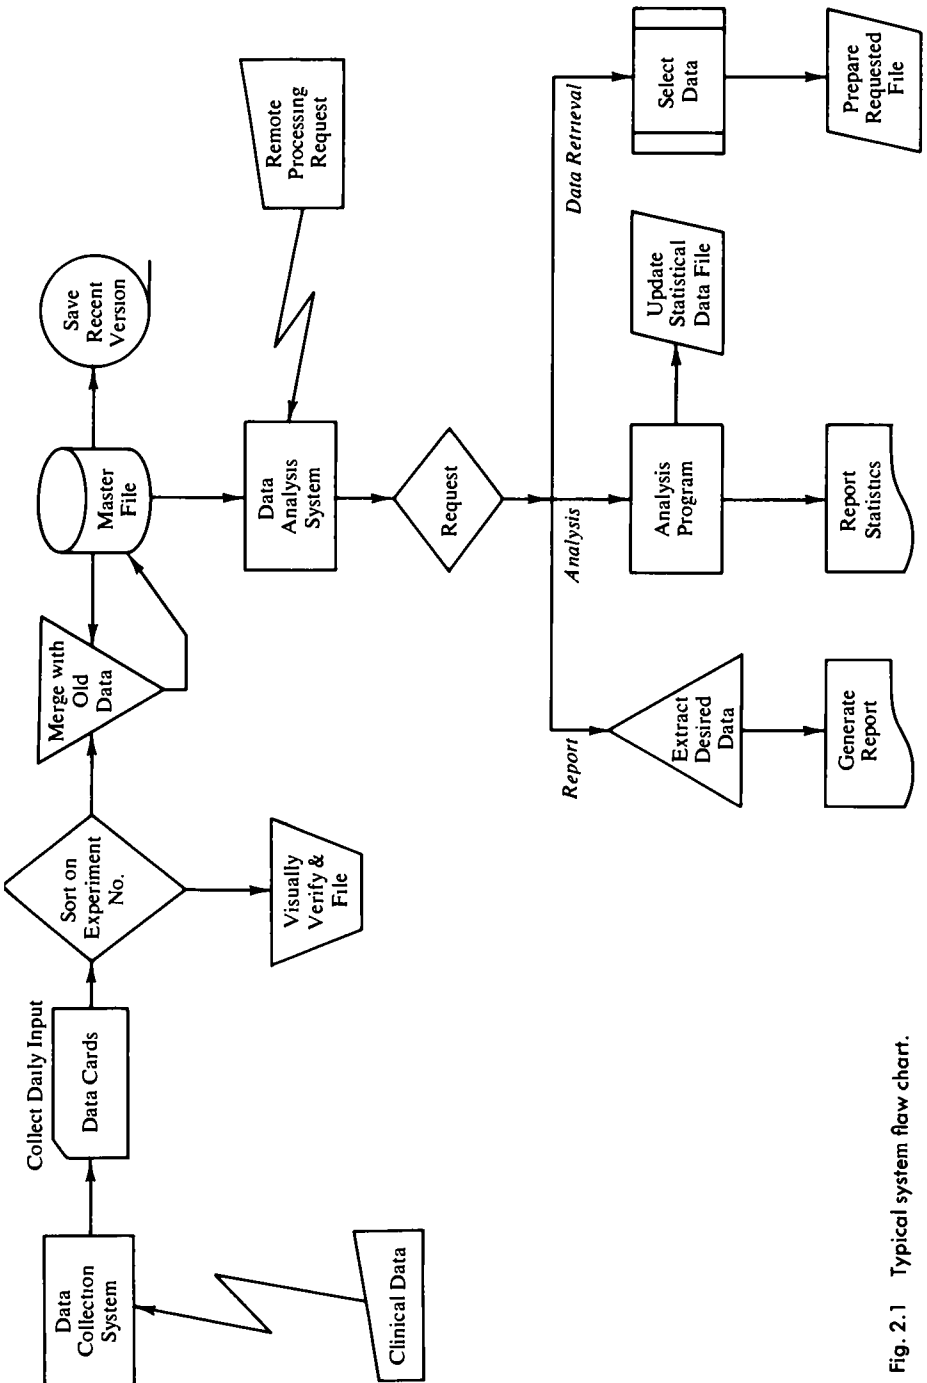 Data
Collection
System
Clinical Data
Collect Daily Input
Data Cards
Sort on
Experiment
No.
Visually
Verify &
File
Merge with
Old
Data
Master
File
Save
Recent
Version
Data
Analysis
System
Remote
Processing
Request
Request
Report
Analysis
Data Retrieval
Extract
Desired
Data
Generate
Report
Analysis
Program
Update
Statistical
Data File
Report
Statistics
Select
Data
Prepare
Requested
File
Fig. 2.1 Typical system flow chart.